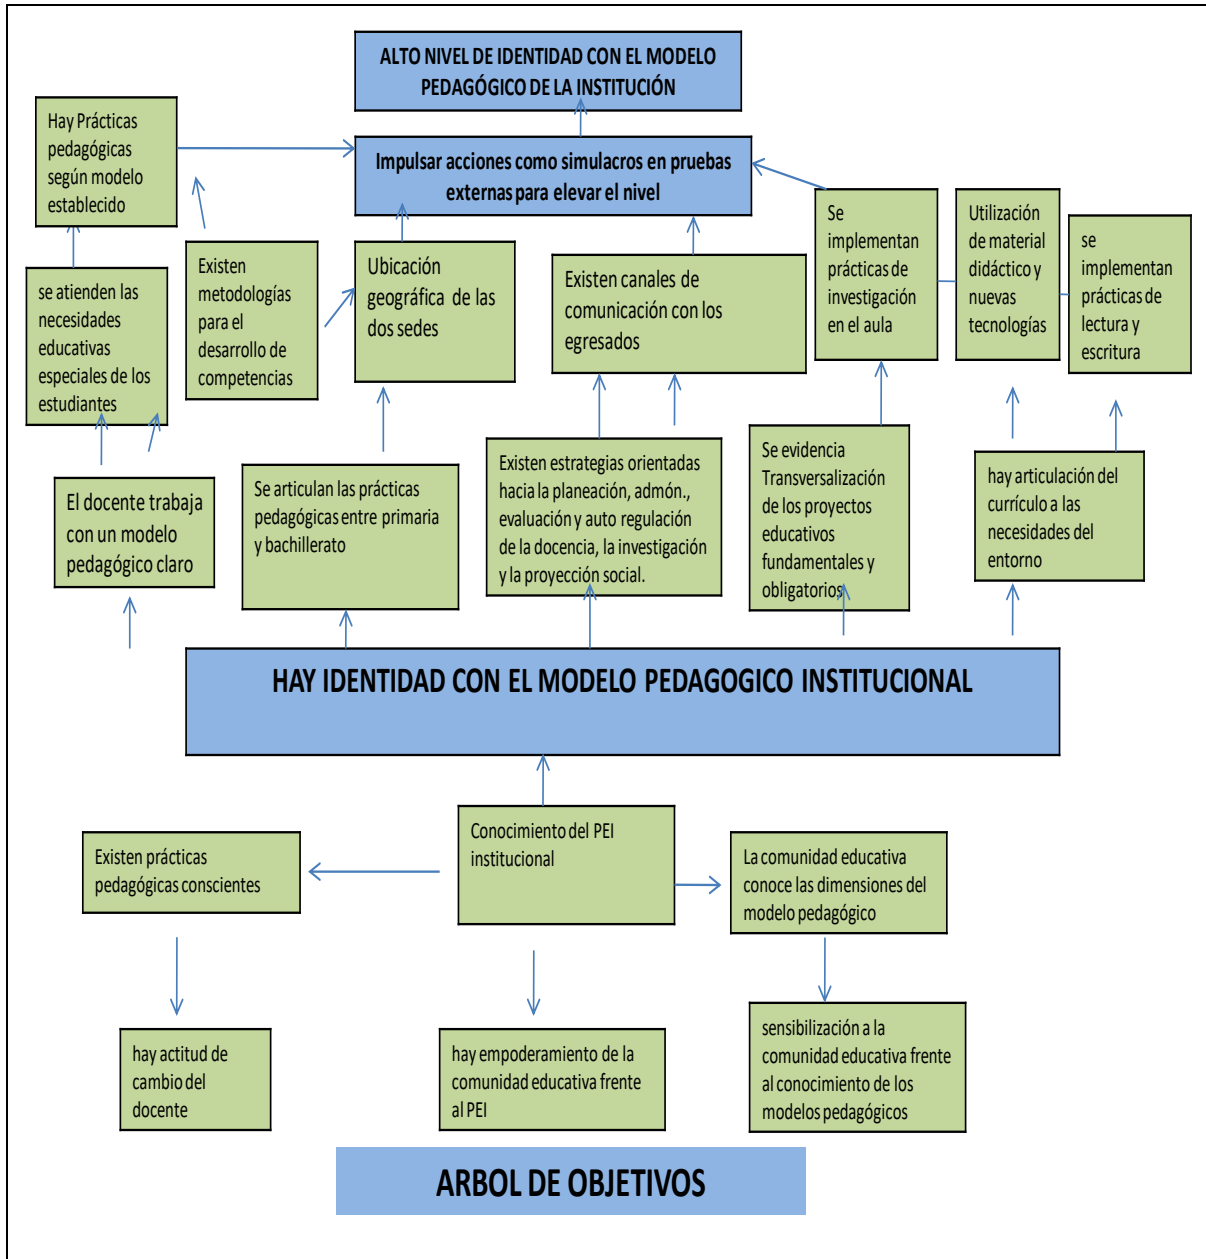 ALTO NIVEL DE IDENTIDAD CON EL MODELO
PEDAGÓGICO DE LA INSTITUCIÓN
Hay Prácticas
pedagógicas
según modelo
establecido
Impulsar acciones como simulacros en pruebas
externas para elevar el nivel
Se
implementan
prácticas de
investigación
en el aula
Utilización
de material
didáctico y
nuevas
tecnologías
se
implementan
prácticas de
lectura y
escritura
se atienden las
necesidades
educativas
especiales de los
estudiantes
Existen
metodologías
para el
desarrollo de
competencias
Ubicación
geográfica de las
dos sedes
Existen canales de
comunicación con los
egresados
El docente trabaja
con un modelo
pedagógico claro
Se articulan las prácticas
pedagógicas entre primaria
y bachillerato
Existen estrategias orientadas
hacia la planeación, admón.,
evaluación y auto regulación
de la docencia, la investigación
y la proyección social.
Se evidencia
Transversalización
de los proyectos
educativos
fundamentales y
obligatorios
hay articulación del
currículo a las
necesidades del
entorno
HAY IDENTIDAD CON EL MODELO PEDAGOGICO INSTITUCIONAL
Existen prácticas
pedagógicas conscientes
Conocimiento del PEI
institucional
La comunidad educativa
conoce las dimensiones del
modelo pedagógico
hay actitud de
cambio del
docente
hay empoderamiento de la
comunidad educativa frente
al PEI
sensibilización a la
comunidad educativa frente
al conocimiento de los
modelos pedagógicos
ARBOL DE OBJETIVOS